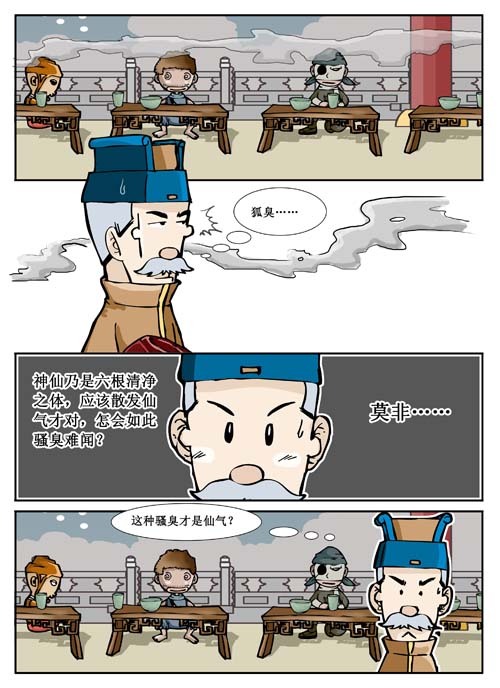 狐臭……
神仙乃是六根清净
之体，应该散发仙
气才对，怎会如此
骚臭难闻？
莫非……
这种骚臭才是仙气？